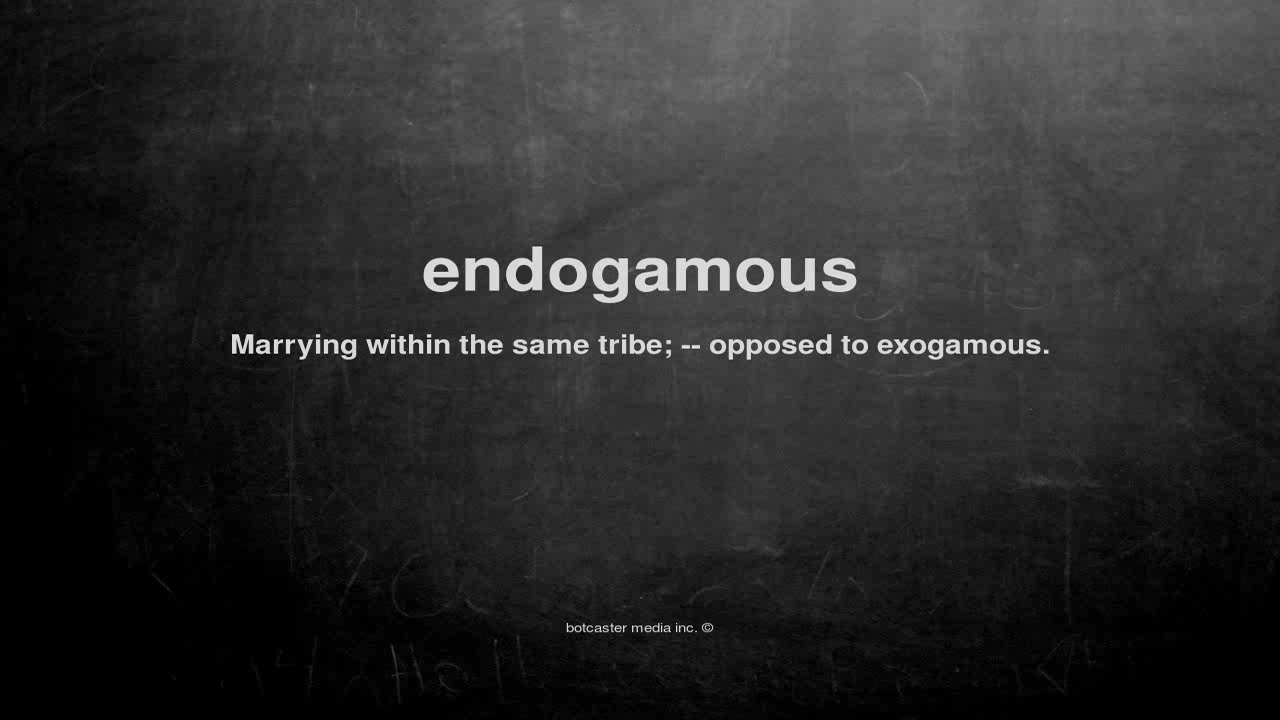 endogamous
Marrying within the same tribe; -- opposed to exogamous.
botcaster media inc. ©